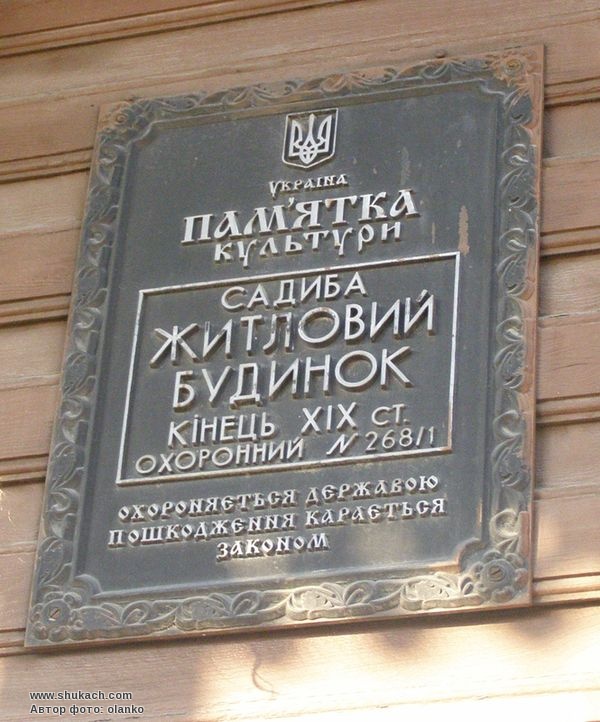 УКРАЇНА
ПАМ'ЯТКА
КУЛЬТУРИ
САДИБА
ЖИТЛОВИЙ
БУДИНОК
КІНЕЦЬ XIX СТ.
ОХОРОННИЙ N 268/1
ОХОРОНЯЄТЬСЯ ДЕРЖАВОЮ
ПОШКОДЖЕННЯ КАРАЄТЬСЯ
ЗАКОНОМ
www.shukach.com
Автор фото: olanko